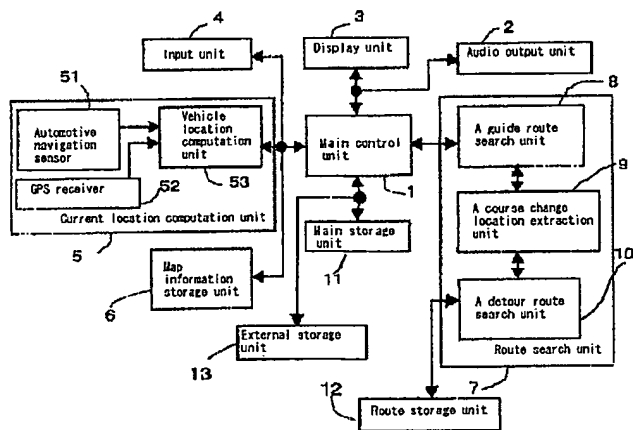 4
3
2
Input unit
Display unit
Audio output unit
51
8
Automotive
navigation
sensor
Vehicle
location
computation
unit
Main control
unit
A guide route
search unit
9
GPS receiver
52
53
1
A course change
location extraction
unit
Current location computation unit
Main storage
unit
5
11
10
Map
information
storage unit
A detour route
search unit
6
External storage
unit
Route search unit
13
7
12
Route storage unit